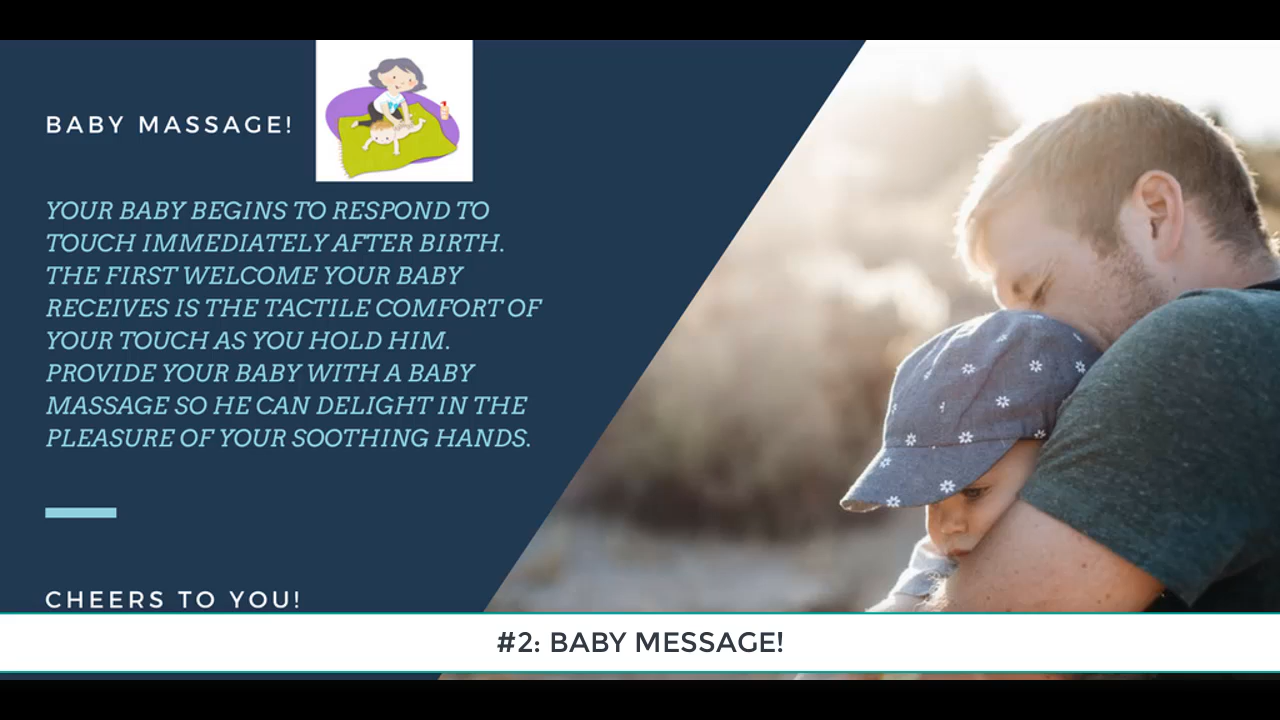 BABY MASSAGE!
YOUR BABY BEGINS TO RESPOND TO
TOUCH IMMEDIATELY AFTER BIRTH.
THE FIRST WELCOME YOUR BABY
RECEIVES IS THE TACTILE COMFORT OF
YOUR TOUCH AS YOU HOLD HIM.
PROVIDE YOUR BABY WITH A BABY
MASSAGE SO HE CAN DELIGHT IN THE
PLEASURE OF YOUR SOOTHING HANDS.
CHEERS TO YOU!
#2: BABY MESSAGE!